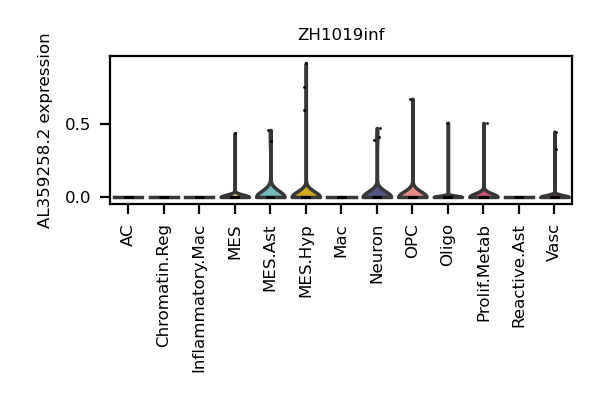 ZH1019inf
AL359258.2 expression
0.5
0.0
AC
Chromatin.Reg
Inflammatory.Mac
MES
MES.Ast
MES.Hyp
Mac
Neuron
OPC
Oligo
Prolif.Metab
Reactive.Ast
Vasc